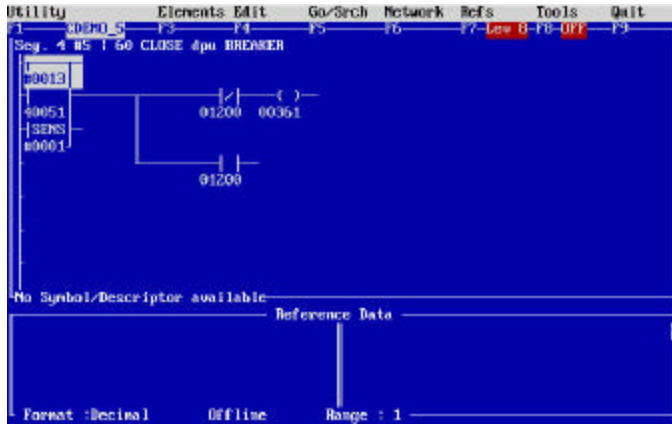 Utility Elements Edit Go/Srch Network Refs Tools Quit
F1 DEMO_5 F3 F4 F5 F6 F7-Lev 8-F8-OFF-F9
Seg. 4 #5 | 60 CLOSE dpu BREAKER
#0013
40051 01200 00361
SENS
#0001
01200
No Symbol/Descriptor available
Reference Data
Format :Decimal Offline Range : 1